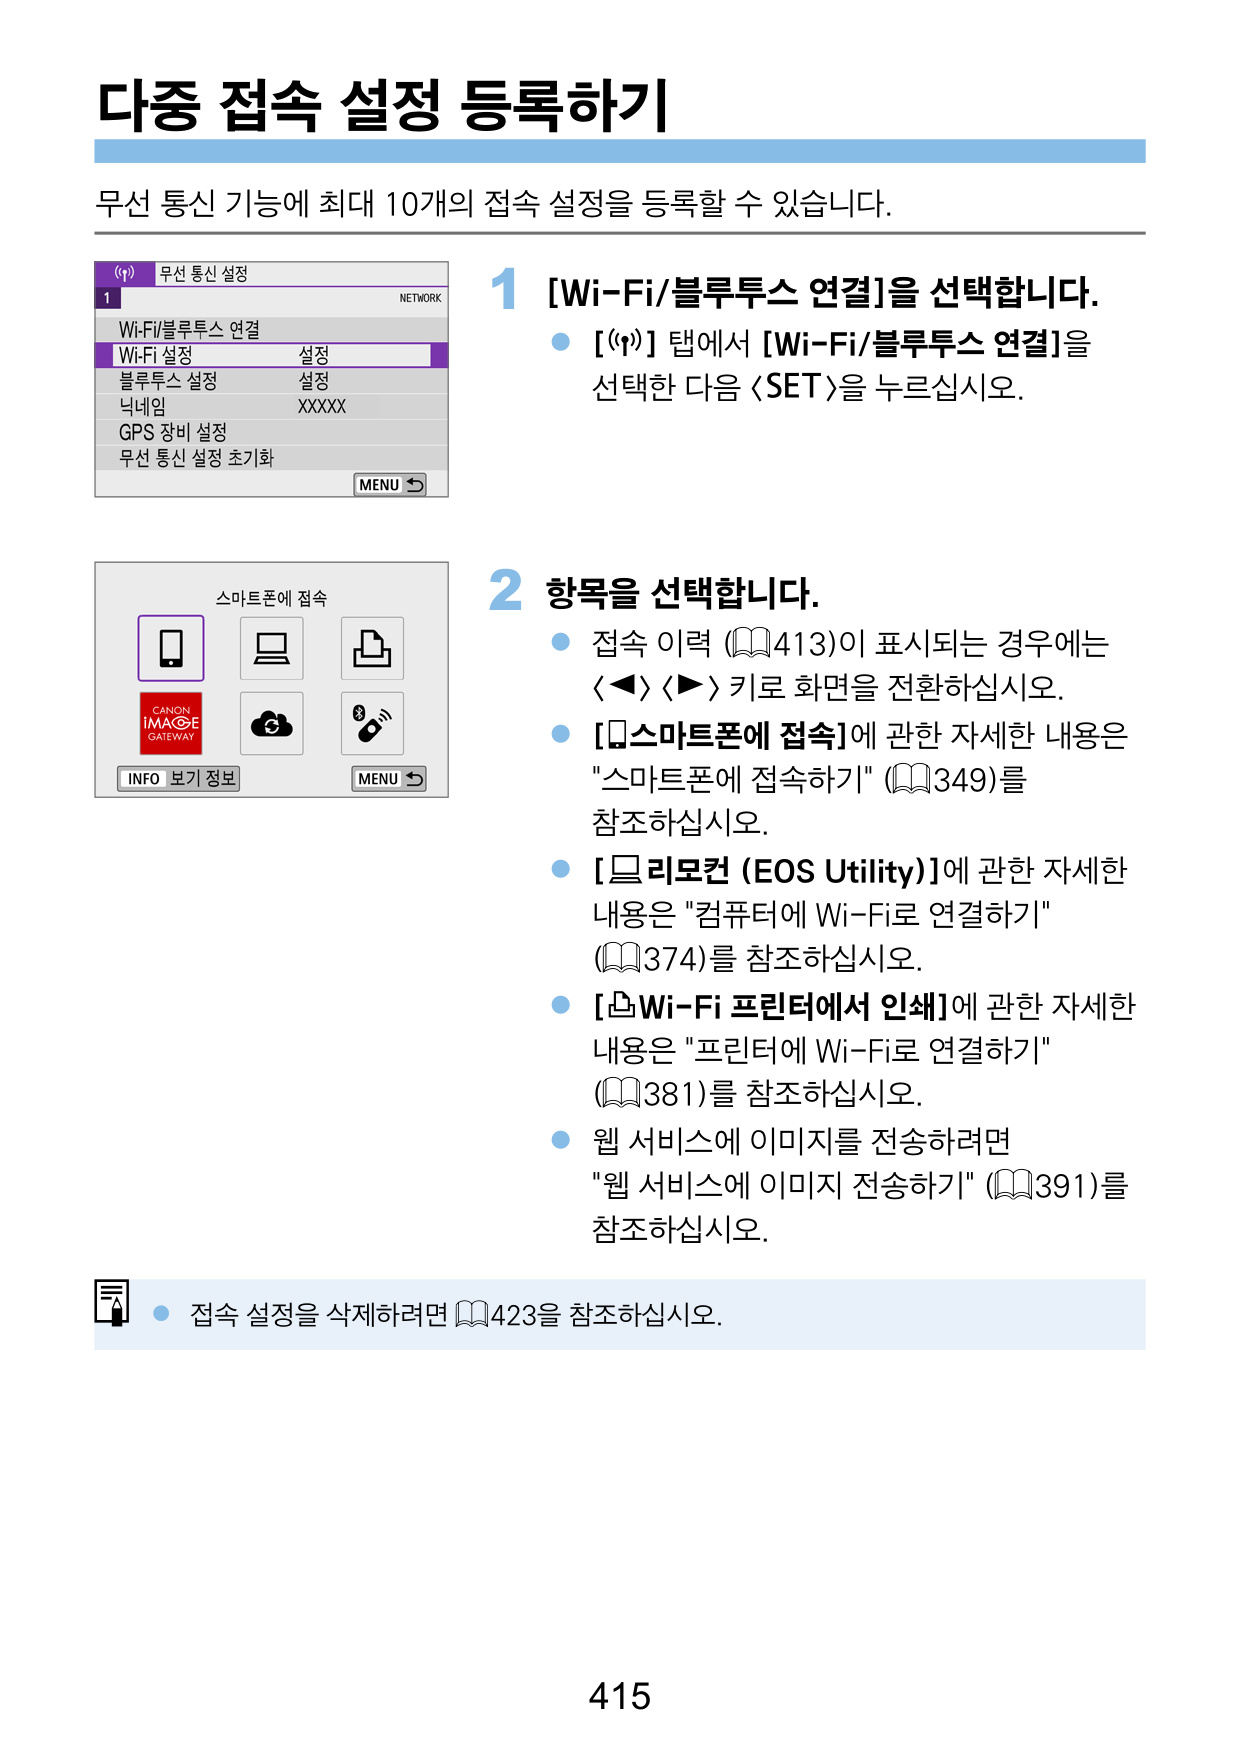 다중 접속 설정 등록하기
무선 통신 기능에 최대 10개의 접속 설정을 등록할 수 있습니다.
무선 통신 설정
1 NETWORK
Wi-Fi/블루투스 연결
Wi-Fi 설정 설정
블루투스 설정 설정
닉네임 XXXXX
GPS 장비 설정
무선 통신 설정 초기화
MENU
1 [Wi-Fi/블루투스 연결]을 선택합니다.
[] 탭에서 [Wi-Fi/블루투스 연결]을
선택한 다음 <SET>을 누르십시오.
스마트폰에 접속
CANON
iMAGE
GATEWAY
INFO 보기 정보 MENU
2 항목을 선택합니다.
● 접속 이력 (413)이 표시되는 경우에는
<◀> <▶> 키로 화면을 전환하십시오.
● [스마트폰에 접속]에 관한 자세한 내용은
"스마트폰에 접속하기" (349)를
참조하십시오.
● [리모컨 (EOS Utility)]에 관한 자세한
내용은 "컴퓨터에 Wi-Fi로 연결하기"
(374)를 참조하십시오.
● [Wi-Fi 프린터에서 인쇄]에 관한 자세한
내용은 "프린터에 Wi-Fi로 연결하기"
(381)를 참조하십시오.
● 웹 서비스에 이미지를 전송하려면
"웹 서비스에 이미지 전송하기" (391)를
참조하십시오.
● 접속 설정을 삭제하려면 423을 참조하십시오.
415